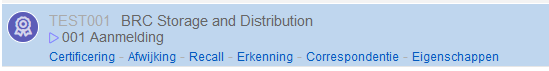 TEST001 BRC Storage and Distribution
001 Aanmelding
Certificering - Afwijking - Recall - Erkenning - Correspondentie - Eigenschappen